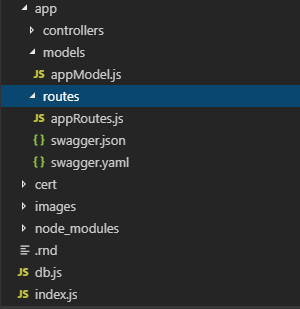 app
controllers
models
JS appModel.js
routes
JS appRoutes.js
{ } swagger.json
{ } swagger.yaml
cert
images
node_modules
.rnd
JS db.js
JS index.js